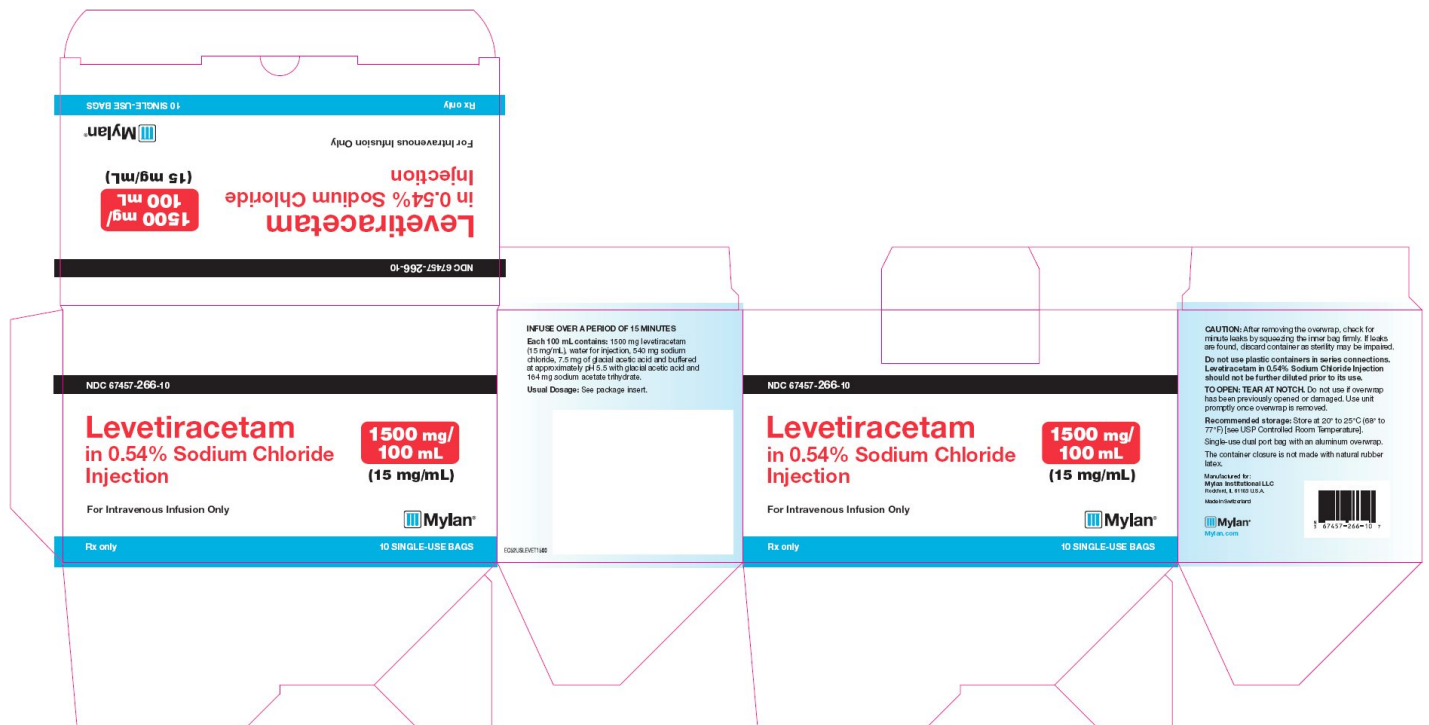 10 SINGLE-USE BAGS
Rx only
Mylan®
For Intravenous Infusion Only
(15 mg/mL)
1500 mg/
100 mL
Levetiracetam
in 0.54% Sodium Chloride
Injection
NDC 67457-266-10
NDC 67457-266-10
Levetiracetam
in 0.54% Sodium Chloride
Injection
1500 mg/
100 mL
(15 mg/mL)
For Intravenous Infusion Only
Mylan®
Rx only
10 SINGLE-USE BAGS
INFUSE OVER A PERIOD OF 15 MINUTES
Each 100 mL contains: 1500 mg levetiracetam
(15 mg/mL), water for injection, 540 mg sodium
chloride, 7.5 mg of glacial acetic acid and buffered
at approximately pH 5.5 with glacial acetic acid and
164 mg sodium acetate trihydrate.
Usual Dosage: See package insert.
NDC 67457-266-10
Levetiracetam
in 0.54% Sodium Chloride
Injection
1500 mg/
100 mL
(15 mg/mL)
For Intravenous Infusion Only
Mylan®
Rx only
10 SINGLE-USE BAGS
CAUTION: After removing the overwrap, check for
minute leaks by squeezing the inner bag firmly. If leaks
are found, discard container as sterility may be impaired.
Do not use plastic containers in series connections.
Levetiracetam in 0.54% Sodium Chloride Injection
should not be further diluted prior to its use.
TO OPEN: TEAR AT NOTCH. Do not use if overwrap
has been previously opened or damaged. Use unit
promptly once overwrap is removed.
Recommended storage: Store at 20° to 25°C (68° to
77°F) [see USP Controlled Room Temperature].
Single-use dual port bag with an aluminum overwrap.
The container closure is not made with natural rubber
latex.
Manufactured for:
Mylan Institutional LLC
Rockford, IL 61103 U.S.A.
Made in Switzerland
Mylan®
Mylan.com
N 3 67457-266-10 7